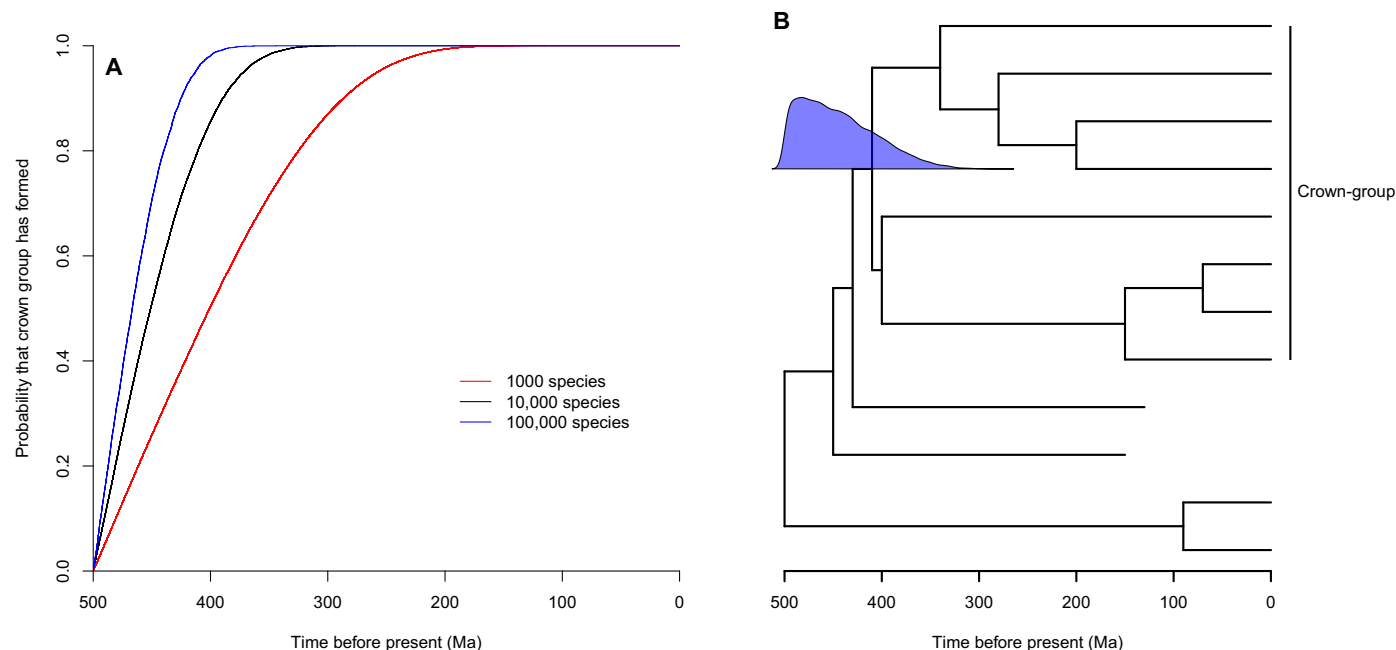 A
Probability that crown group has formed
1.0
0.8
0.6
0.4
0.2
0.0
1000 species
10,000 species
100,000 species
500 400 300 200 100 0
Time before present (Ma)
B
Crown-group
500 400 300 200 100 0
Time before present (Ma)